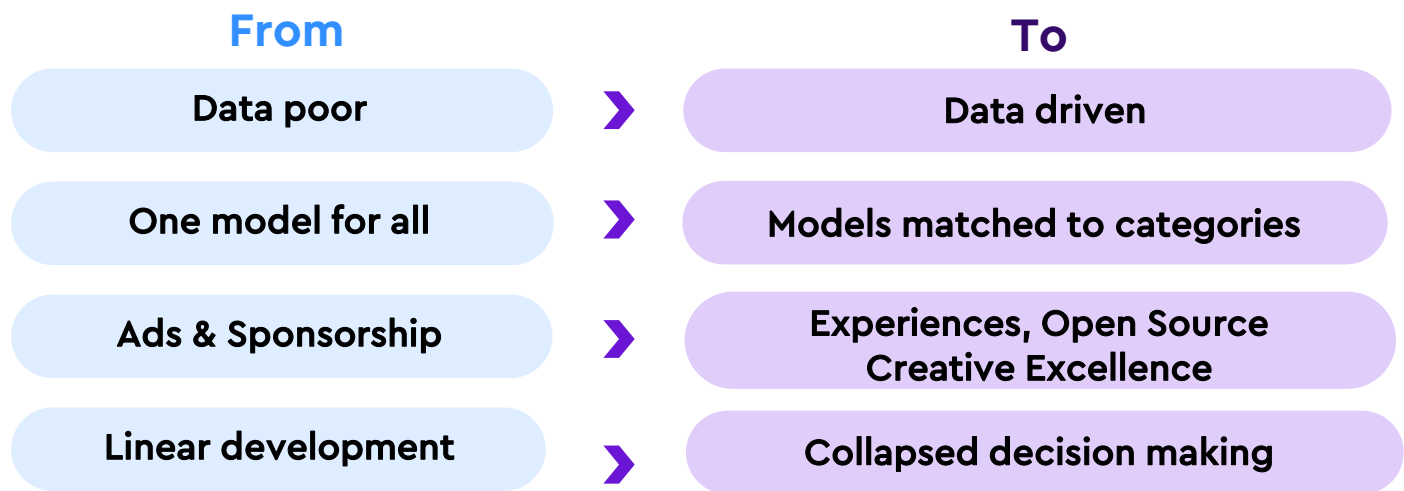 From
To
Data poor
Data driven
One model for all
Models matched to categories
Ads & Sponsorship
Experiences, Open Source
Creative Excellence
Linear development
Collapsed decision making